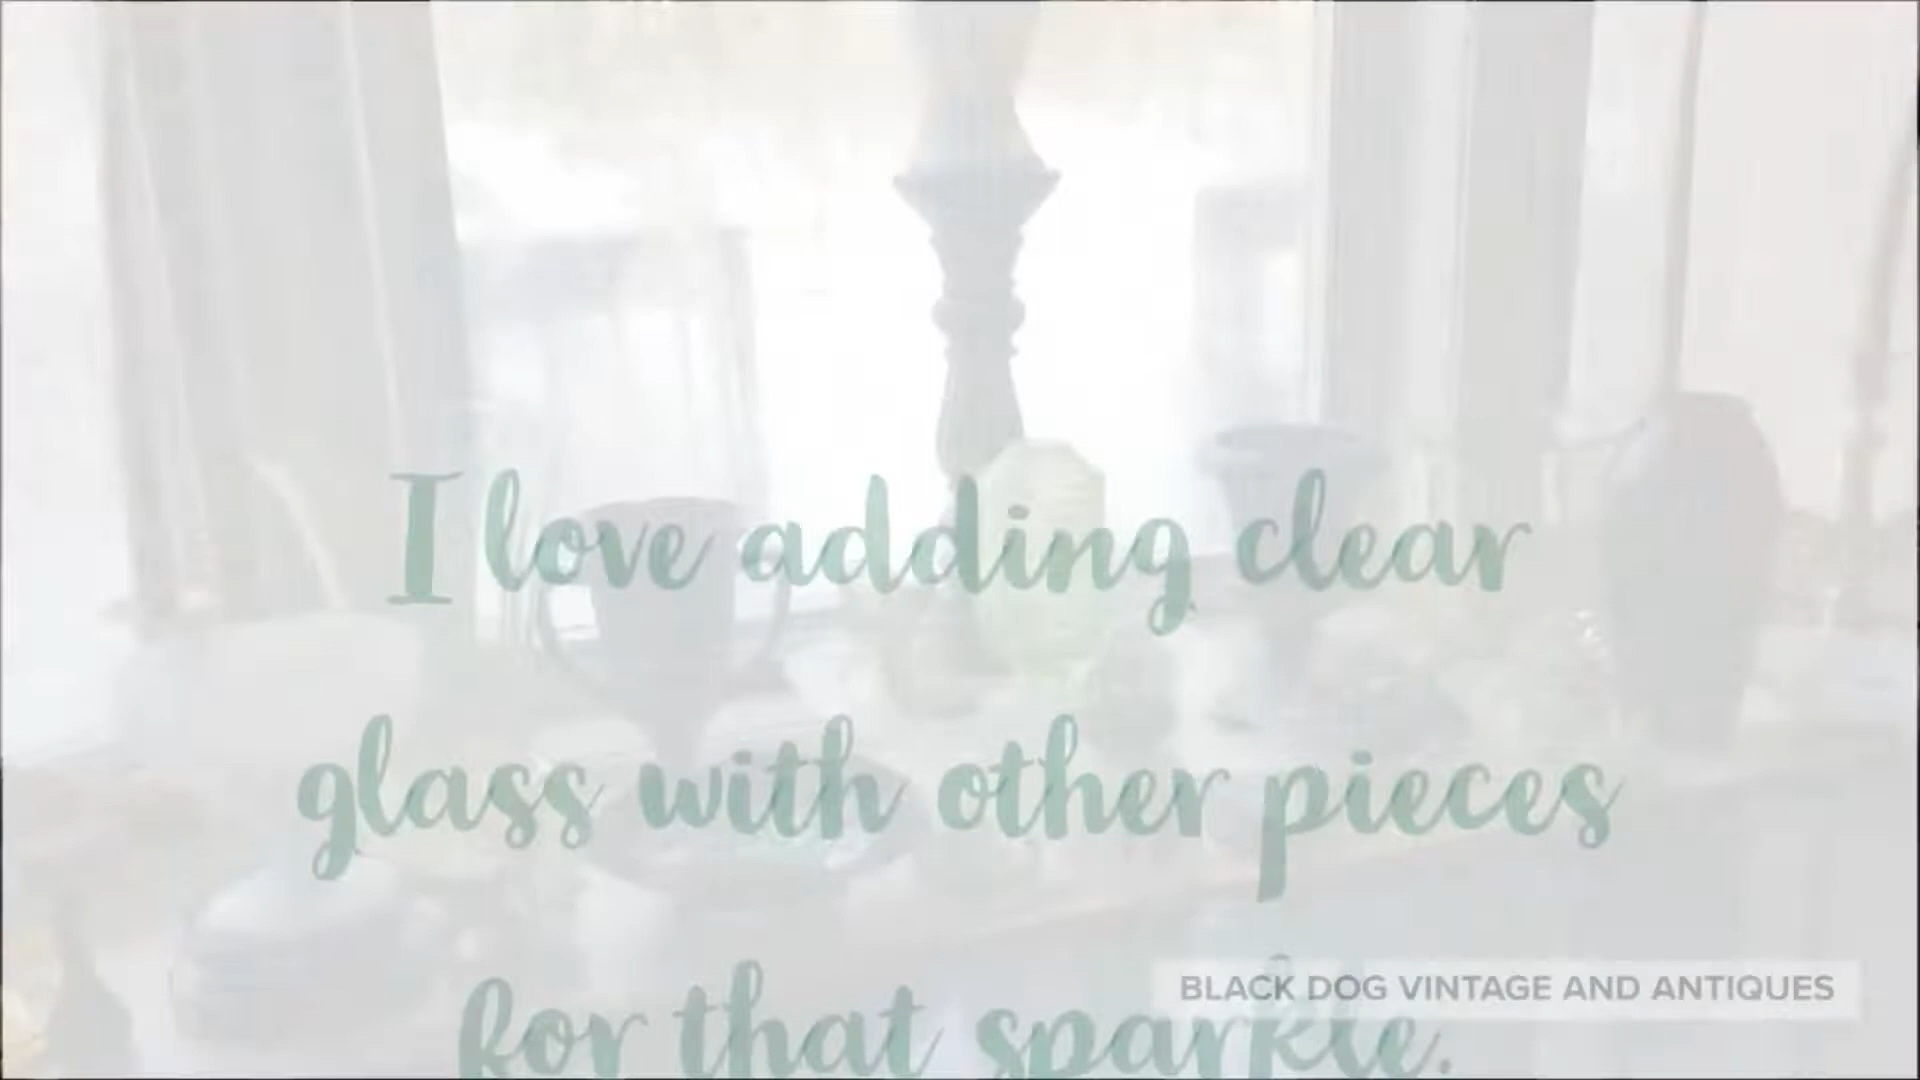 I love adding clear
glass with other pieces
for that sparkle.
BLACK DOG VINTAGE AND ANTIQUES